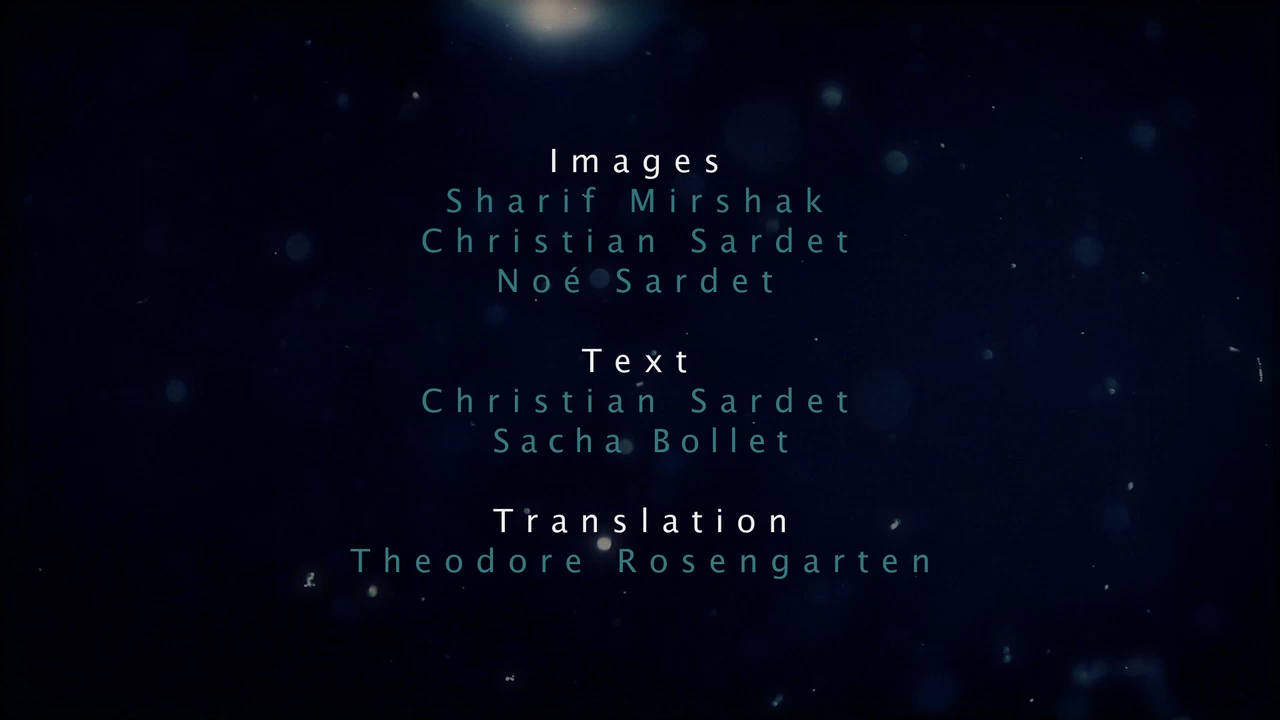 Images
Sharif Mirshak
Christian Sardet
Noé Sardet
Text
Christian Sardet
Sacha Bollet
Translation
Theodore Rosengarten